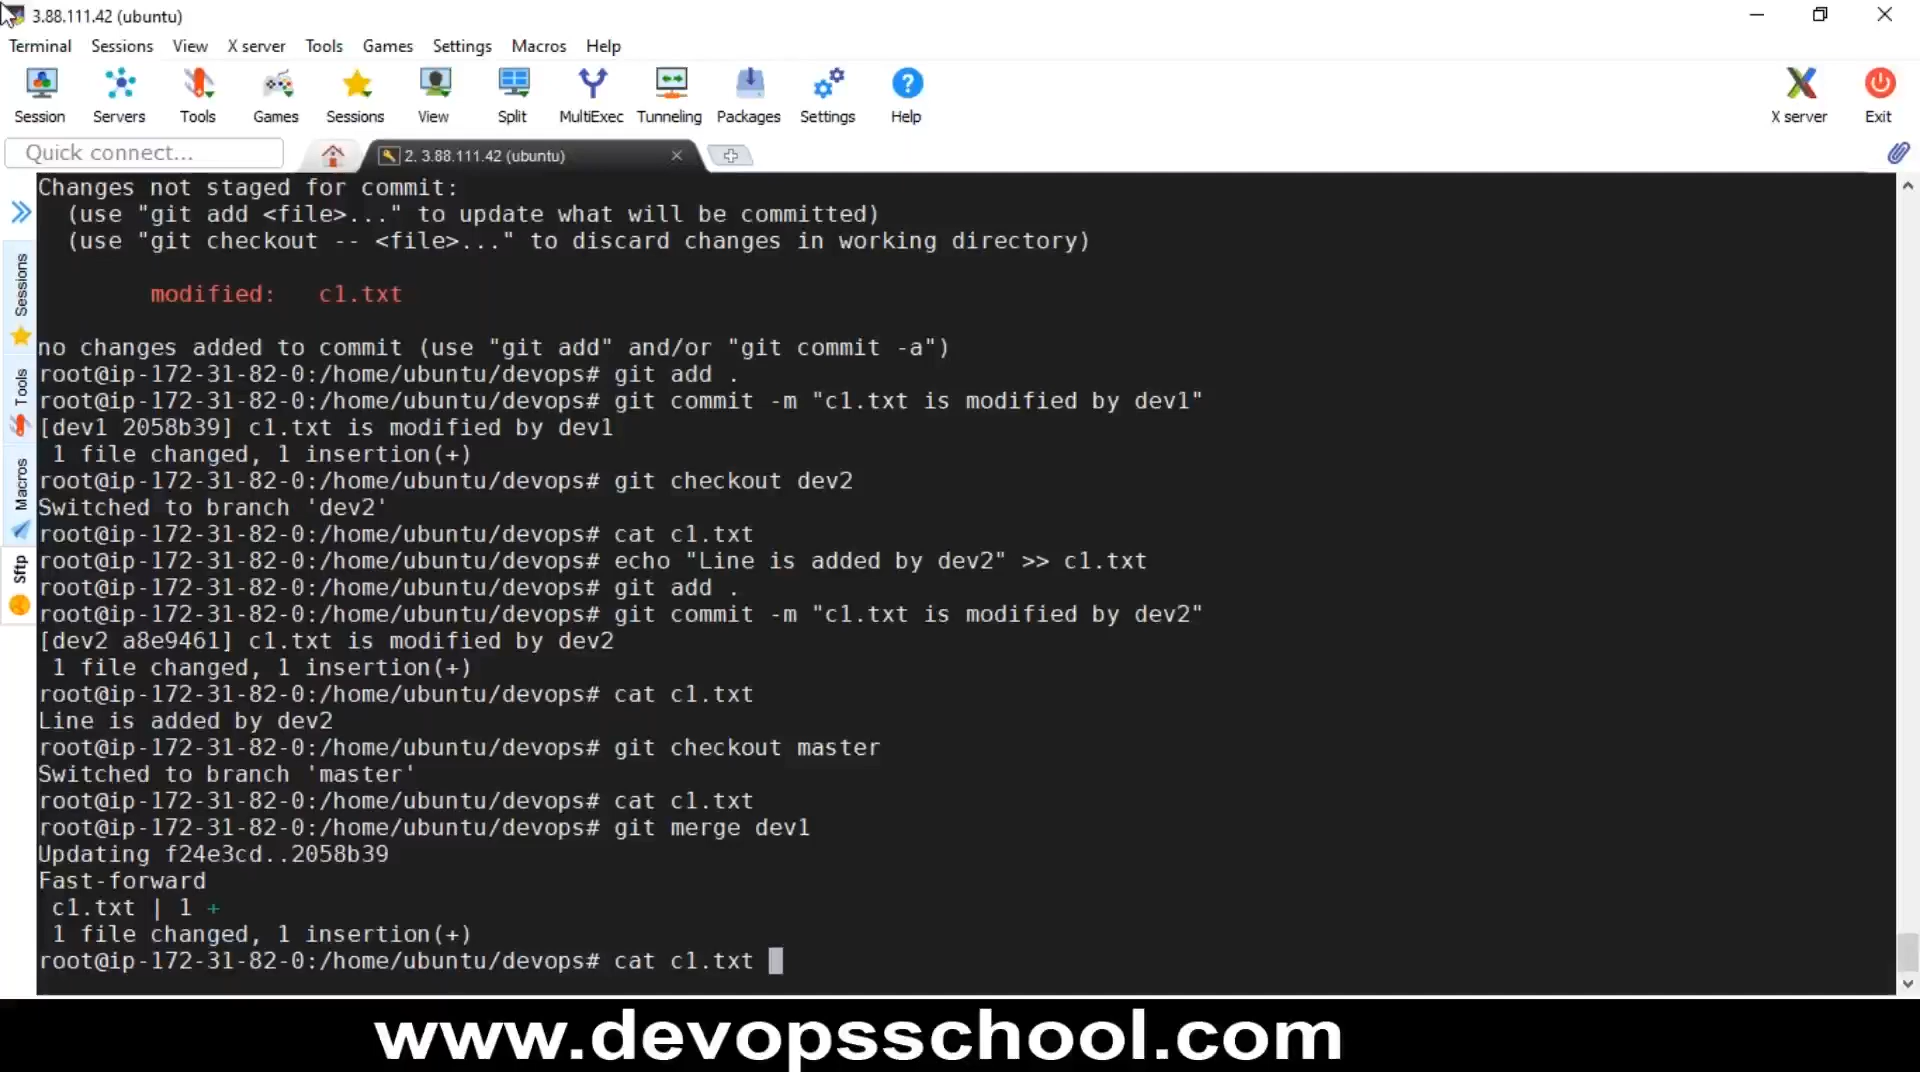 3.88.111.42 (ubuntu)
Terminal Sessions View X server Tools Games Settings Macros Help
Session Servers Tools Games Sessions View Split MultiExec Tunneling Packages Settings Help X server Exit
Quick connect...
2. 3.88.111.42 (ubuntu)
Sessions
Tools
Macros
Sftp
Changes not staged for commit:
(use "git add <file>..." to update what will be committed)
(use "git checkout -- <file>..." to discard changes in working directory)
modified: c1.txt
no changes added to commit (use "git add" and/or "git commit -a")
root@ip-172-31-82-0:/home/ubuntu/devops# git add .
root@ip-172-31-82-0:/home/ubuntu/devops# git commit -m "c1.txt is modified by dev1"
[dev1 2058b39] c1.txt is modified by dev1
1 file changed, 1 insertion(+)
root@ip-172-31-82-0:/home/ubuntu/devops# git checkout dev2
Switched to branch 'dev2'
root@ip-172-31-82-0:/home/ubuntu/devops# cat c1.txt
root@ip-172-31-82-0:/home/ubuntu/devops# echo "Line is added by dev2" >> c1.txt
root@ip-172-31-82-0:/home/ubuntu/devops# git add .
root@ip-172-31-82-0:/home/ubuntu/devops# git commit -m "c1.txt is modified by dev2"
[dev2 a8e9461] c1.txt is modified by dev2
1 file changed, 1 insertion(+)
root@ip-172-31-82-0:/home/ubuntu/devops# cat c1.txt
Line is added by dev2
root@ip-172-31-82-0:/home/ubuntu/devops# git checkout master
Switched to branch 'master'
root@ip-172-31-82-0:/home/ubuntu/devops# cat c1.txt
root@ip-172-31-82-0:/home/ubuntu/devops# git merge dev1
Updating f24e3cd..2058b39
Fast-forward
c1.txt | 1 +
1 file changed, 1 insertion(+)
root@ip-172-31-82-0:/home/ubuntu/devops# cat c1.txt
www.devopsschool.com